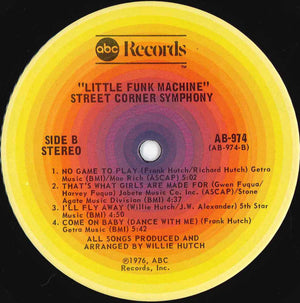 abc Records
"LITTLE FUNK MACHINE"
STREET CORNER SYMPHONY
SIDE B
STEREO
AB-974
(AB-974-B)
1. NO GAME TO PLAY (Frank Hutch/Richard Hutch) Getra
Music (BMI)/Moe Rich (ASCAP) 5:02
2. THAT'S WHAT GIRLS ARE MADE FOR (Gwen Fuqua/
Harvey Fuqua) Jobete Music Co. Inc. (ASCAP)/Stone
Agate Music Division (BMI) 4:37
3. I'LL FLY AWAY (Willie Hutch/J.W. Alexander) 5th Star
Music (BMI) 4:50
4. COME ON BABY (DANCE WITH ME) (Frank Hutch)
Getra Music (BMI) 5:42
ALL SONGS PRODUCED AND
ARRANGED BY WILLIE HUTCH
©1976, ABC
Records, Inc.